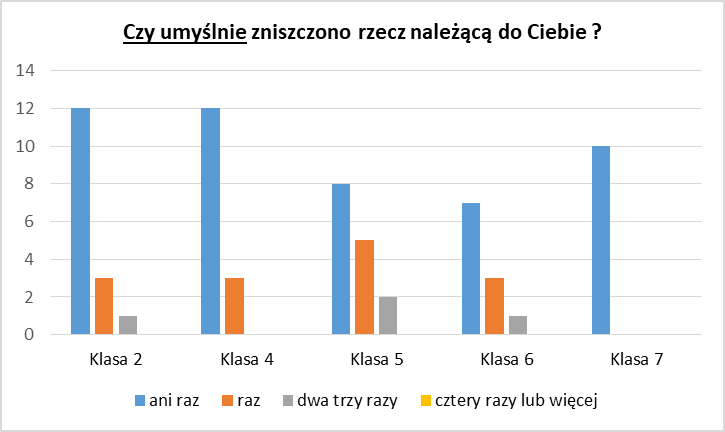 Czy umyślnie zniszczono rzecz należącą do Ciebie ?
14
12
10
8
6
4
2
0
Klasa 2 Klasa 4 Klasa 5 Klasa 6 Klasa 7
ani raz raz dwa trzy razy cztery razy lub więcej